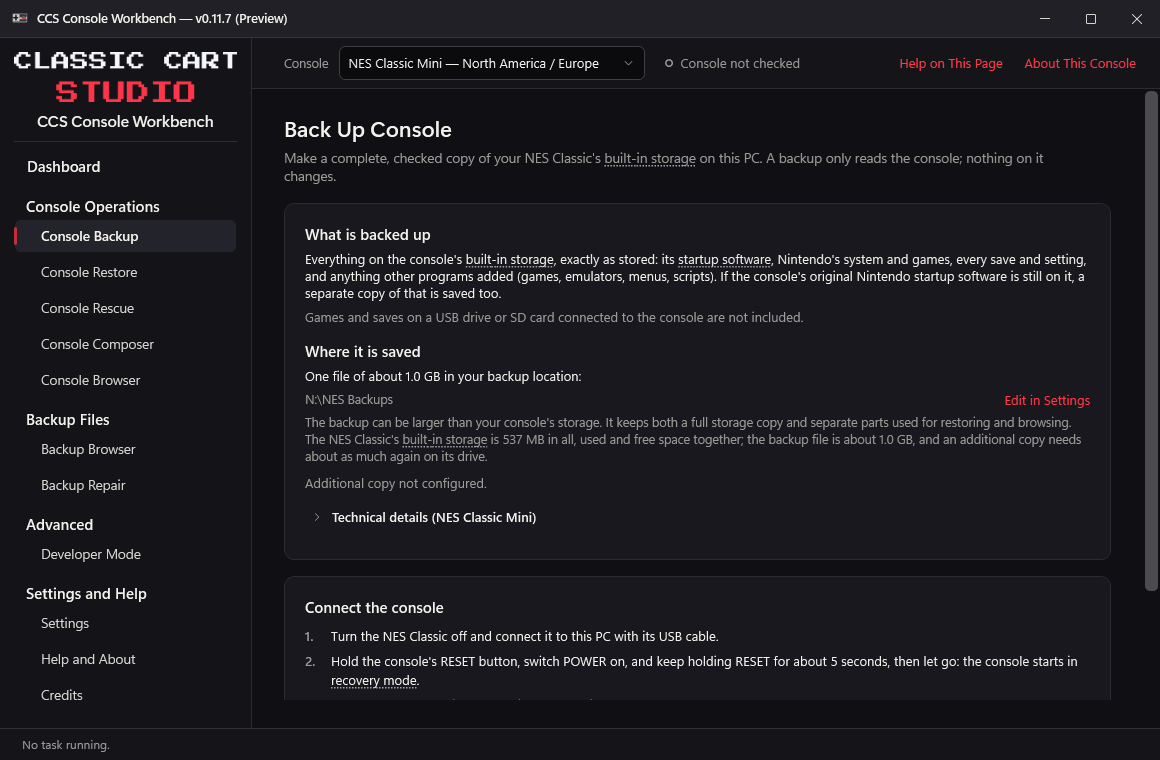 CCS Console Workbench — v0.11.7 (Preview)
CLASSIC CART
STUDIO
CCS Console Workbench
Dashboard
Console Operations
Console Backup
Console Restore
Console Rescue
Console Composer
Console Browser
Backup Files
Backup Browser
Backup Repair
Advanced
Developer Mode
Settings and Help
Settings
Help and About
Credits
Console
NES Classic Mini — North America / Europe
Console not checked
Help on This Page
About This Console
Back Up Console
Make a complete, checked copy of your NES Classic's built-in storage on this PC. A backup only reads the console; nothing on it
changes.
What is backed up
Everything on the console's built-in storage, exactly as stored: its startup software, Nintendo's system and games, every save and setting,
and anything other programs added (games, emulators, menus, scripts). If the console's original Nintendo startup software is still on it, a
separate copy of that is saved too.
Games and saves on a USB drive or SD card connected to the console are not included.
Where it is saved
One file of about 1.0 GB in your backup location:
N:\NES Backups
Edit in Settings
The backup can be larger than your console's storage. It keeps both a full storage copy and separate parts used for restoring and browsing.
The NES Classic's built-in storage is 537 MB in all, used and free space together; the backup file is about 1.0 GB, and an additional copy needs
about as much again on its drive.
Additional copy not configured.
Technical details (NES Classic Mini)
Connect the console
1. Turn the NES Classic off and connect it to this PC with its USB cable.
2. Hold the console's RESET button, switch POWER on, and keep holding RESET for about 5 seconds, then let go: the console starts in
recovery mode.
No task running.